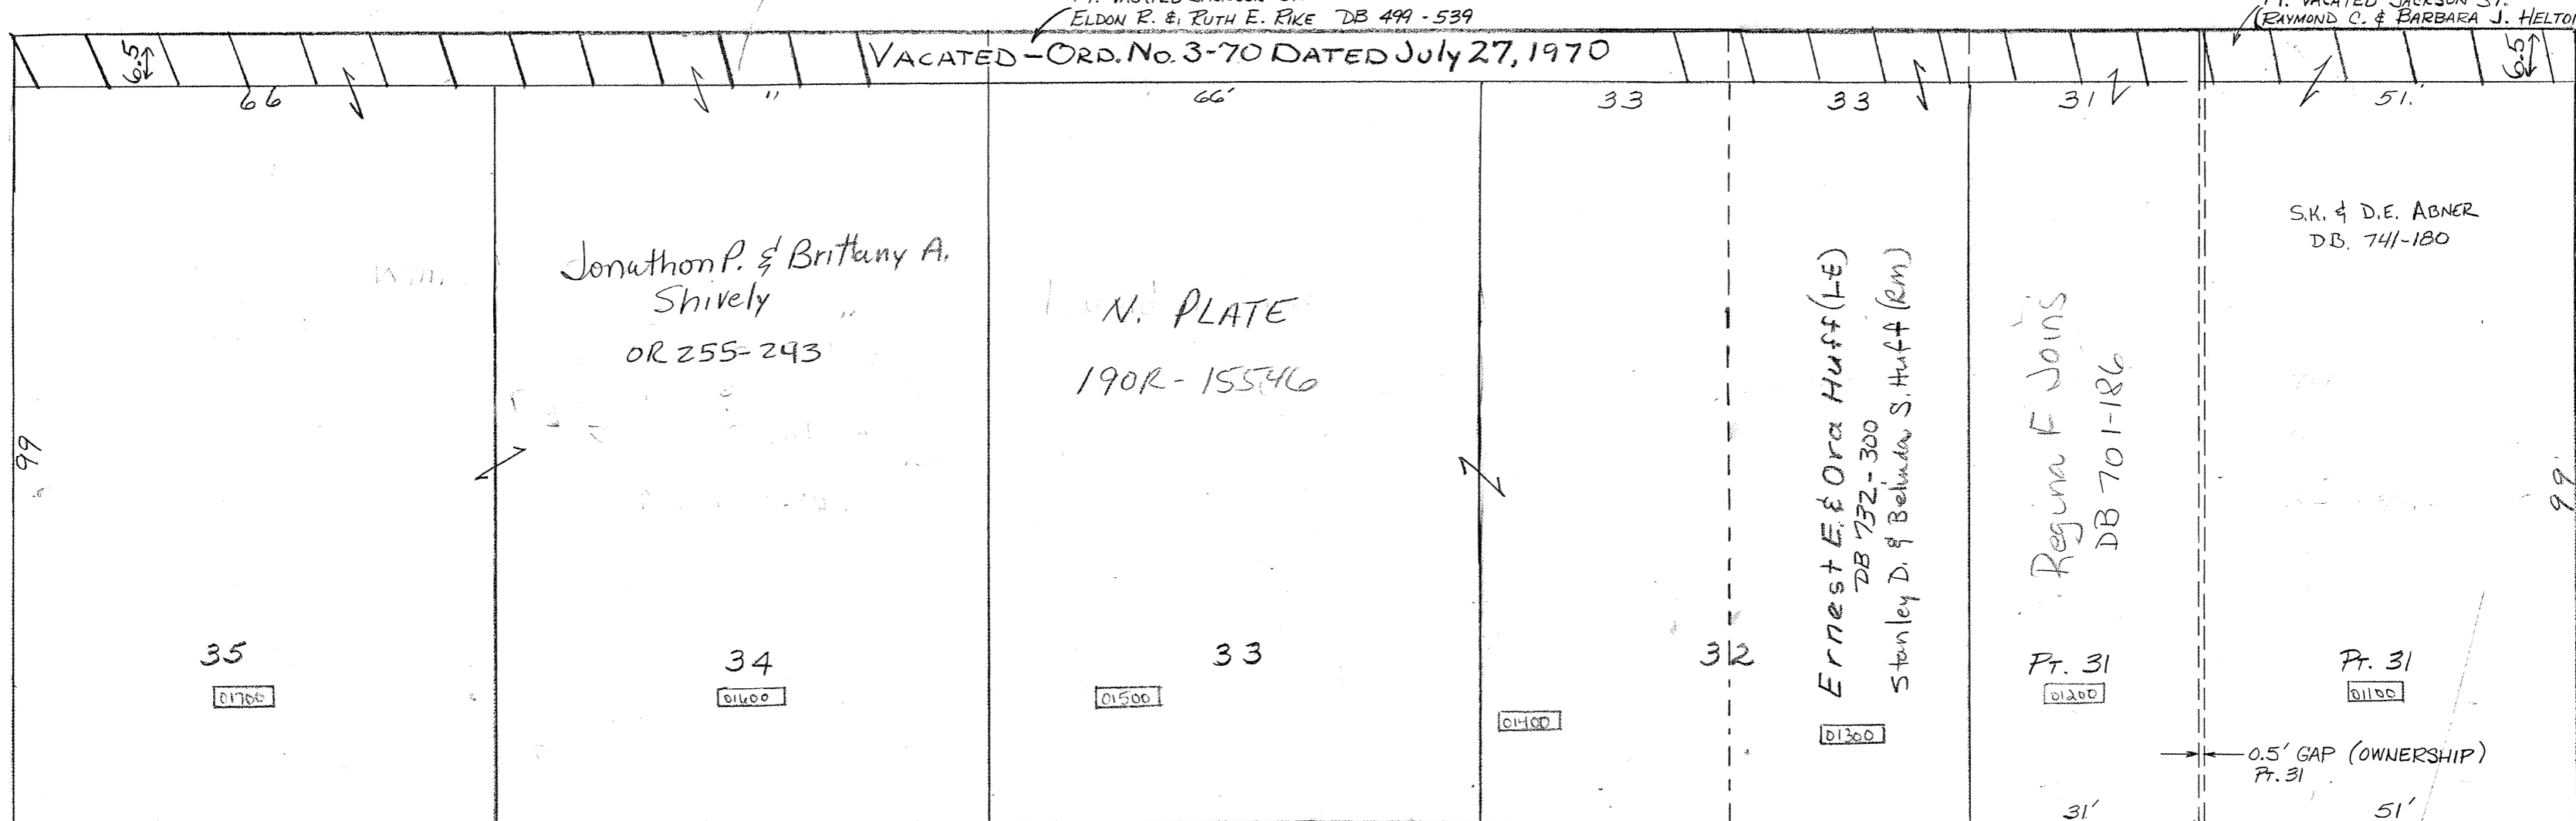 ELDON R. & RUTH E. PIKE DB 499-539
PT. VACATED JACKSON ST.
(RAYMOND C. & BARBARA J. HELTON
VACATED-ORD. No. 3-70 DATED July 27, 1970
6.5
6.5
66
"
66'
33
33
31
51.'
S.K. & D.E. ABNER
D.B. 741-180
Jonathon P. & Brittany A.
Shively
OR 255-293
N. PLATE
190R-15546
Ernest E. & Ora Huff (LE)
DB 732-300
Stanley D. & Belinda S. Huff (Rm)
Regina F Joins
DB 701-186
99
99'
35
34
33
32
PT. 31
PT. 31
01700
01600
01500
01400
01300
01200
01100
0.5' GAP (OWNERSHIP)
PT. 31
31'
51'